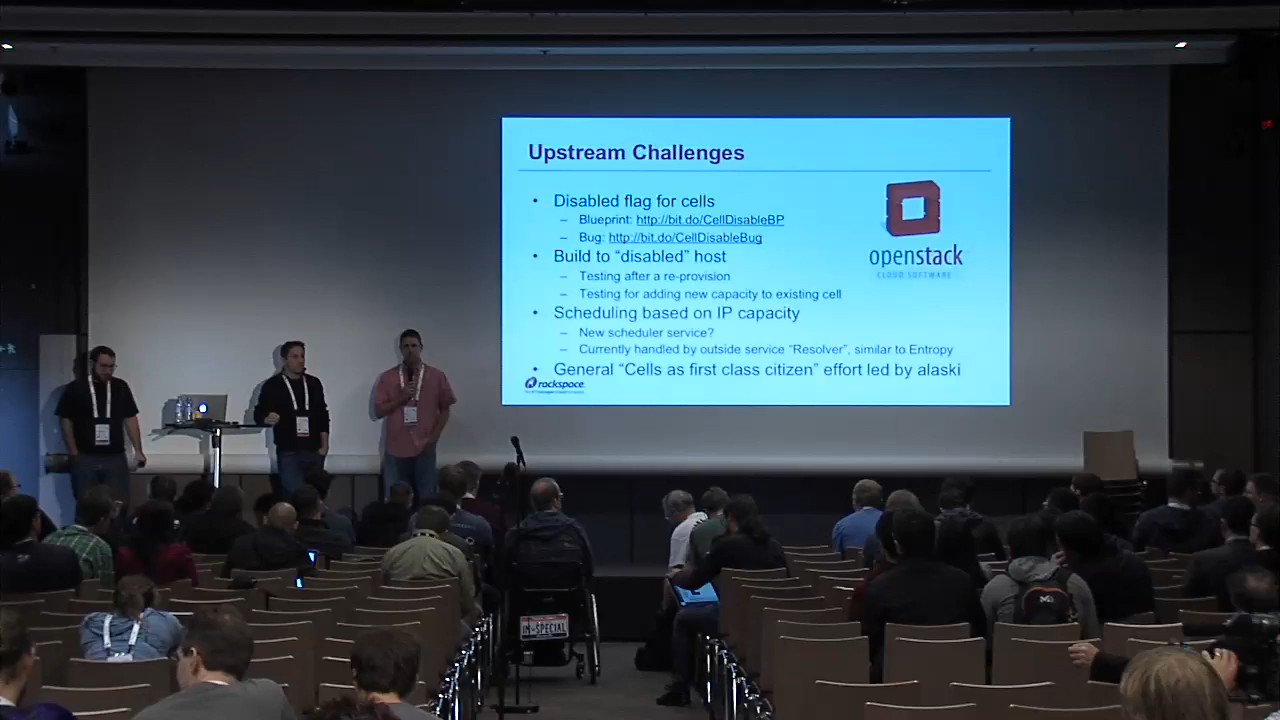 Upstream Challenges
• Disabled flag for cells
– Blueprint: http://bit.do/CellDisableBP
– Bug: http://bit.do/CellDisableBug
• Build to “disabled” host
– Testing after a re-provision
– Testing for adding new capacity to existing cell
• Scheduling based on IP capacity
– New scheduler service?
– Currently handled by outside service “Resolver”, similar to Entropy
• General “Cells as first class citizen” effort led by alaski
openstack
CLOUD SOFTWARE
rackspace
IN-SPECIAL